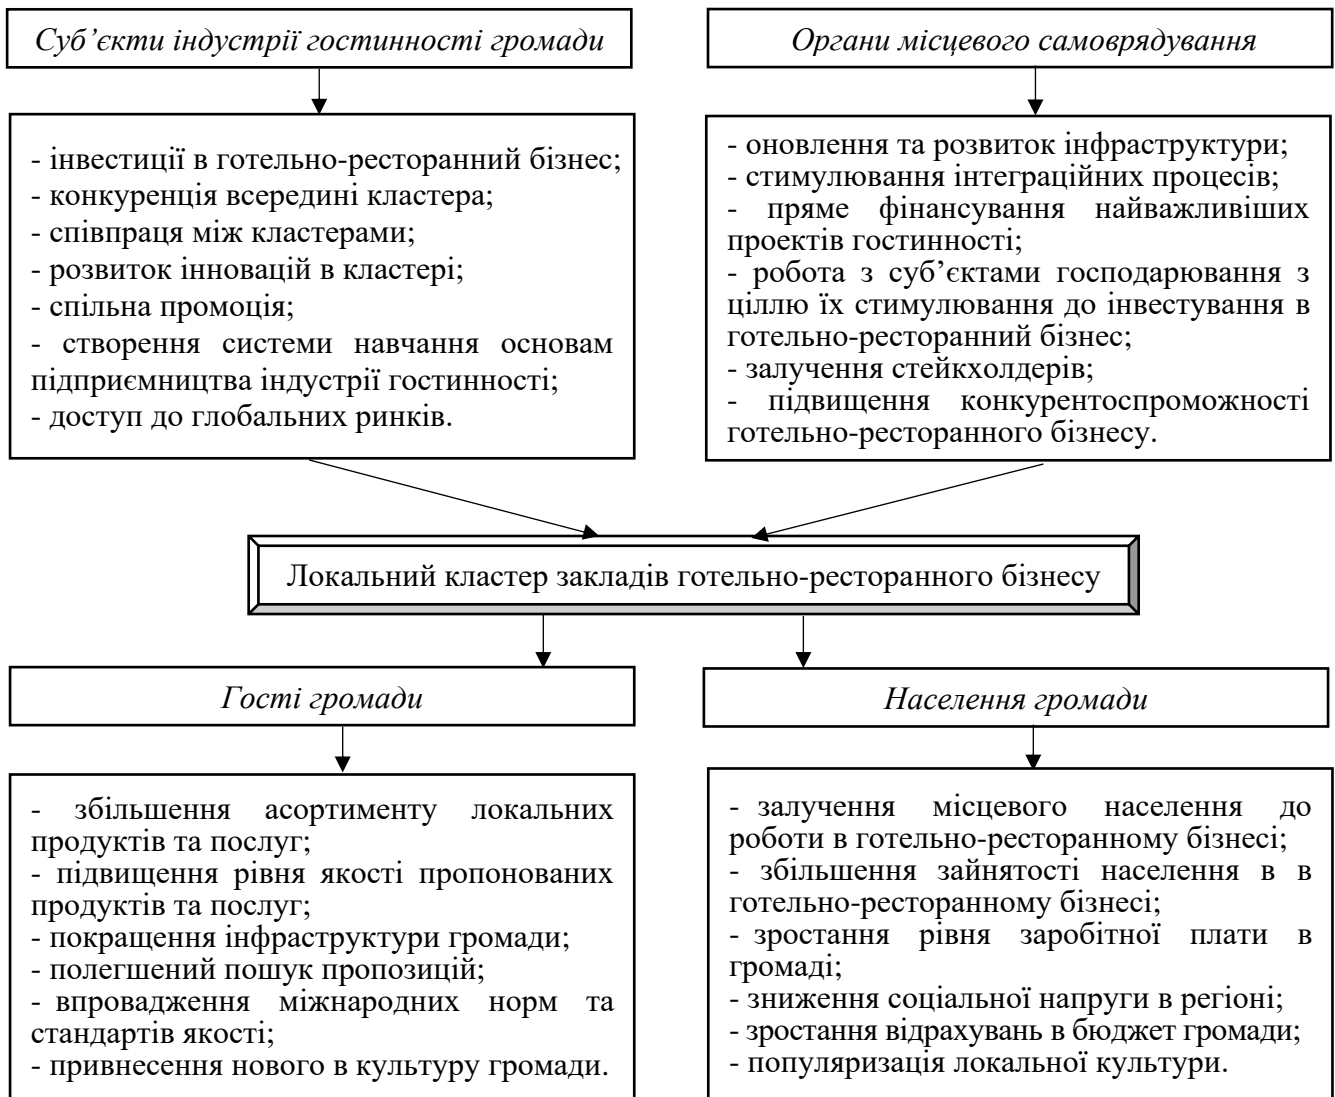 Суб’єкти індустрії гостинності громади
Органи місцевого самоврядування
- інвестиції в готельно-ресторанний бізнес;
- конкуренція всередині кластера;
- співпраця між кластерами;
- розвиток інновацій в кластері;
- спільна промоція;
- створення системи навчання основам
підприємництва індустрії гостинності;
- доступ до глобальних ринків.
- оновлення та розвиток інфраструктури;
- стимулювання інтеграційних процесів;
- пряме фінансування найважливіших
проектів гостинності;
- робота з суб’єктами господарювання з
ціллю їх стимулювання до інвестування в
готельно-ресторанний бізнес;
- залучення стейкхолдерів;
- підвищення конкурентоспроможності
готельно-ресторанного бізнесу.
Локальний кластер закладів готельно-ресторанного бізнесу
Гості громади
Населення громади
- збільшення асортименту локальних
продуктів та послуг;
- підвищення рівня якості пропонованих
продуктів та послуг;
- покращення інфраструктури громади;
- полегшений пошук пропозицій;
- впровадження міжнародних норм та
стандартів якості;
- привнесення нового в культуру громади.
- залучення місцевого населення до
роботи в готельно-ресторанному бізнесі;
- збільшення зайнятості населення в в
готельно-ресторанному бізнесі;
- зростання рівня заробітної плати в
громаді;
- зниження соціальної напруги в регіоні;
- зростання відрахувань в бюджет громади;
- популяризація локальної культури.